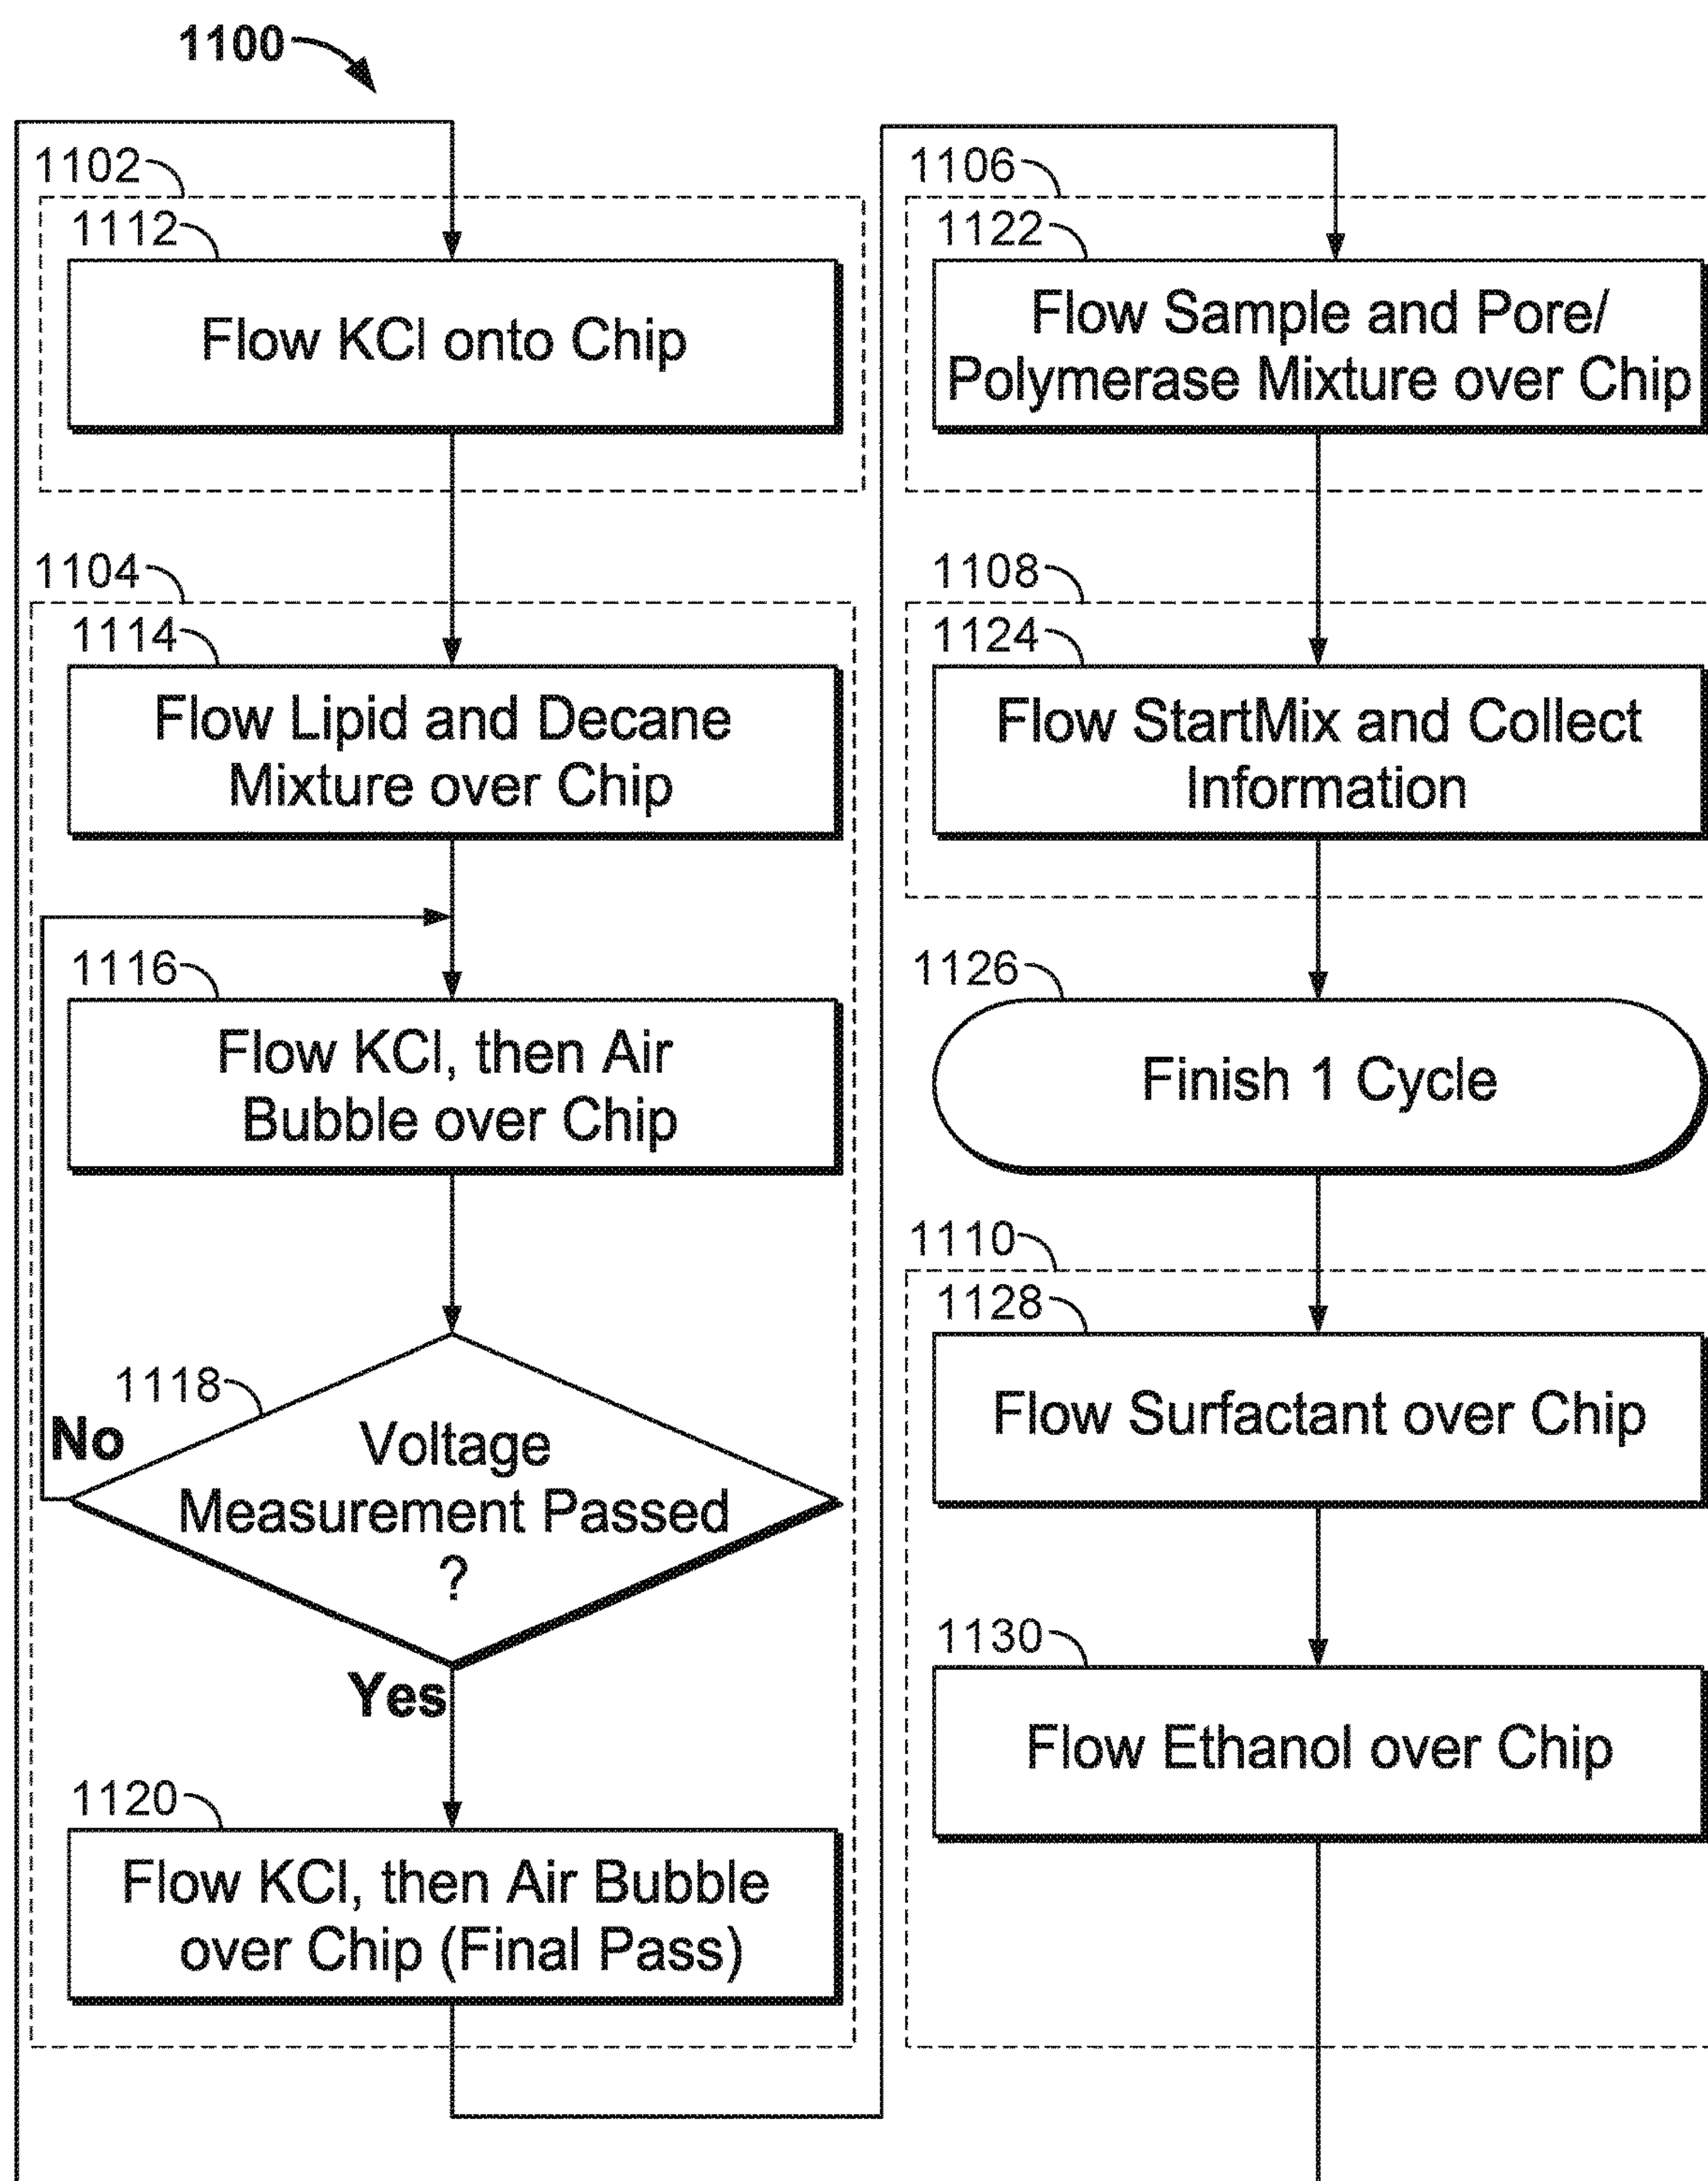 1100
1102
1112
Flow KCl onto Chip
1104
1114
Flow Lipid and Decane
Mixture over Chip
1116
Flow KCl, then Air
Bubble over Chip
1118
No
Voltage
Measurement Passed
?
Yes
1120
Flow KCl, then Air Bubble
over Chip (Final Pass)
1106
1122
Flow Sample and Pore/
Polymerase Mixture over Chip
1108
1124
Flow StartMix and Collect
Information
1126
Finish 1 Cycle
1110
1128
Flow Surfactant over Chip
1130
Flow Ethanol over Chip